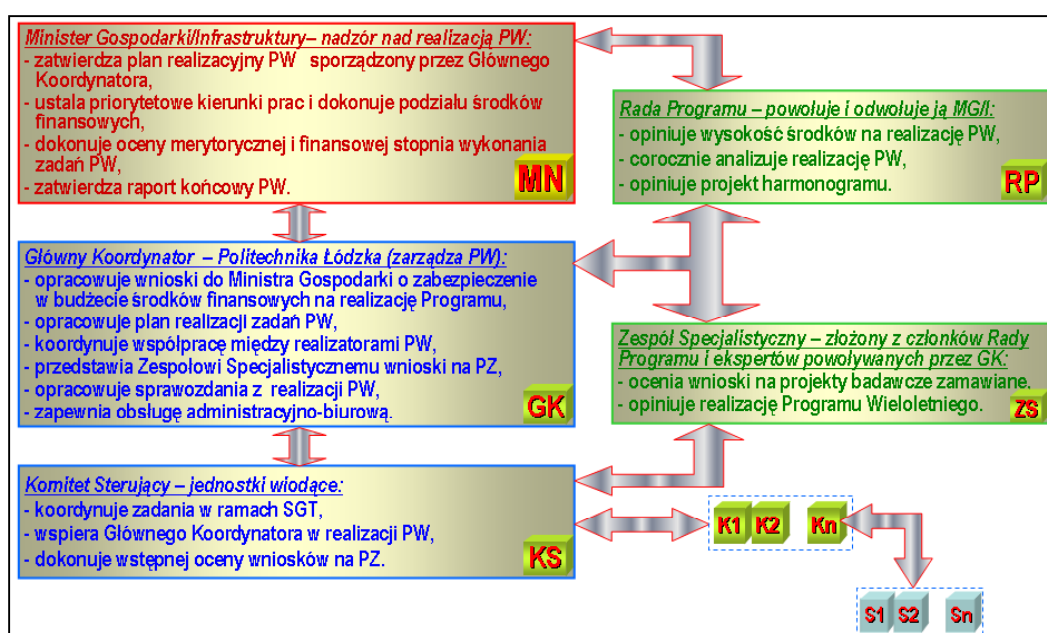 Minister Gospodarki/Infrastruktury– nadzór nad realizacją PW:
- zatwierdza plan realizacyjny PW sporządzony przez Głównego
Koordynatora,
- ustala priorytetowe kierunki prac i dokonuje podziału środków
finansowych,
- dokonuje oceny merytorycznej i finansowej stopnia wykonania
zadań PW,
- zatwierdza raport końcowy PW.
MN
Rada Programu – powołuje i odwołuje ją MG/I:
- opiniuje wysokość środków na realizację PW,
- corocznie analizuje realizację PW,
- opiniuje projekt harmonogramu.
RP
Główny Koordynator – Politechnika Łódzka (zarządza PW):
- opracowuje wnioski do Ministra Gospodarki o zabezpieczenie
w budżecie środków finansowych na realizację Programu,
- opracowuje plan realizacji zadań PW,
- koordynuje współpracę między realizatorami PW,
- przedstawia Zespołowi Specjalistycznemu wnioski na PZ,
- opracowuje sprawozdania z realizacji PW,
- zapewnia obsługę administracyjno-biurową.
GK
Zespół Specjalistyczny – złożony z członków Rady
Programu i ekspertów powoływanych przez GK:
- ocenia wnioski na projekty badawcze zamawiane.
- opiniuje realizację Programu Wieloletniego.
ZS
Komitet Sterujący – jednostki wiodące:
- koordynuje zadania w ramach SGT,
- wspiera Głównego Koordynatora w realizacji PW,
- dokonuje wstępnej oceny wniosków na PZ.
KS
K1 K2 Kn
S1 S2 Sn